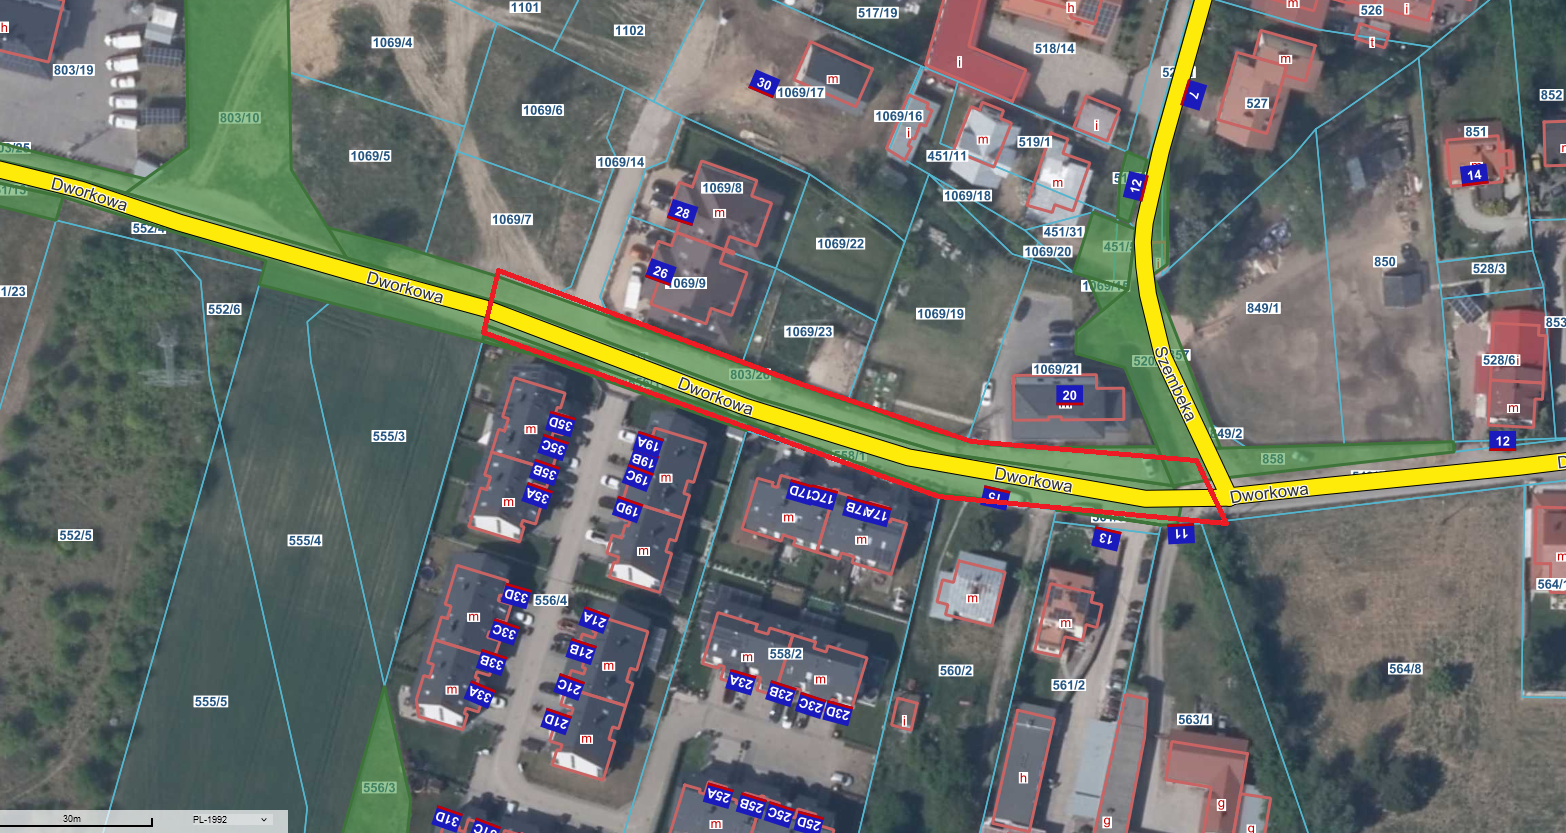 1101
517/19
526
h
1102
h
m
i
1069/4
518/14
t
803/19
i
m
30
m
1069/17
7
527
852
1069/6
803/10
1069/16
i
i
851
m
519/1
1069/5
1069/14
451/11
14
12
m
1069/8
1069/18
Dworkowa
28
m
1069/7
451/31
1069/22
1069/20
850
528/3
26
Dworkowa
552/6
1069/19
849/1
1069/23
528/6
i
Szembeka
1069/21
803/26
20
m
Dworkowa
m
35D
555/3
35C
19A
849/2
12
558/1
858
19B
35B
19C
m
Dworkowa
Dworkowa
35A
17C
17D
15
m
19D
17A
17B
m
552/5
11
555/4
m
m
13
33D
556/4
564/1
m
m
21A
m
33C
21B
558/2
m
m
33B
m
564/8
560/2
23A
m
561/2
33A
21C
23B
23C
23D
555/5
21D
i
563/1
m
h
556/3
25A
25B
25C
25D
g
31D
m
g
g
30m
PL-1992